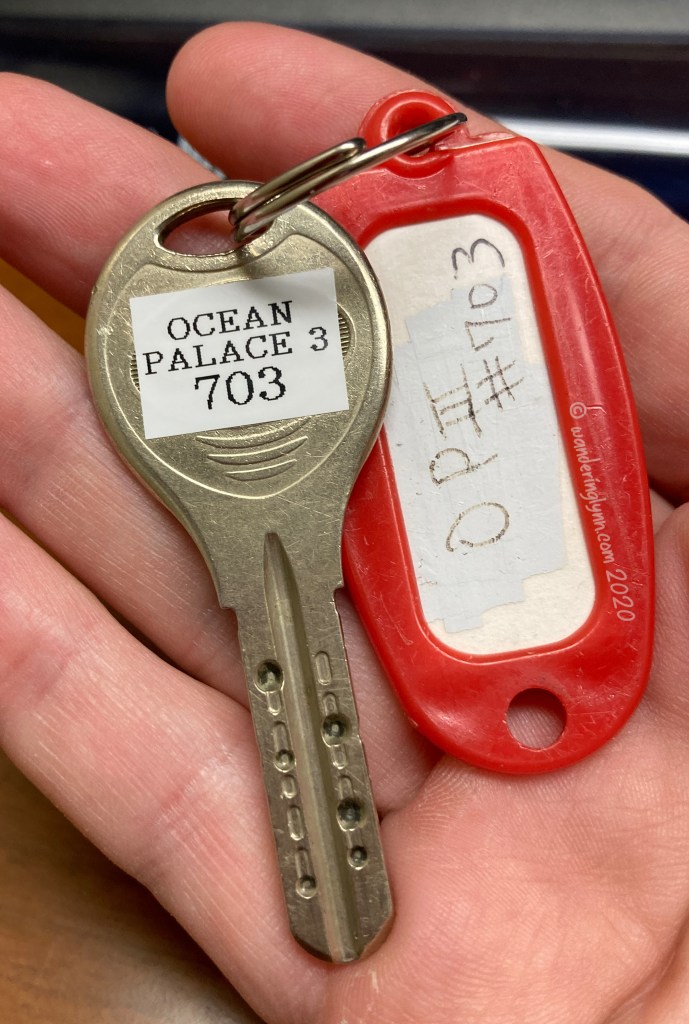 OCEAN
PALACE 3
703
OP III
#703
© wanderinglynn.com 2020